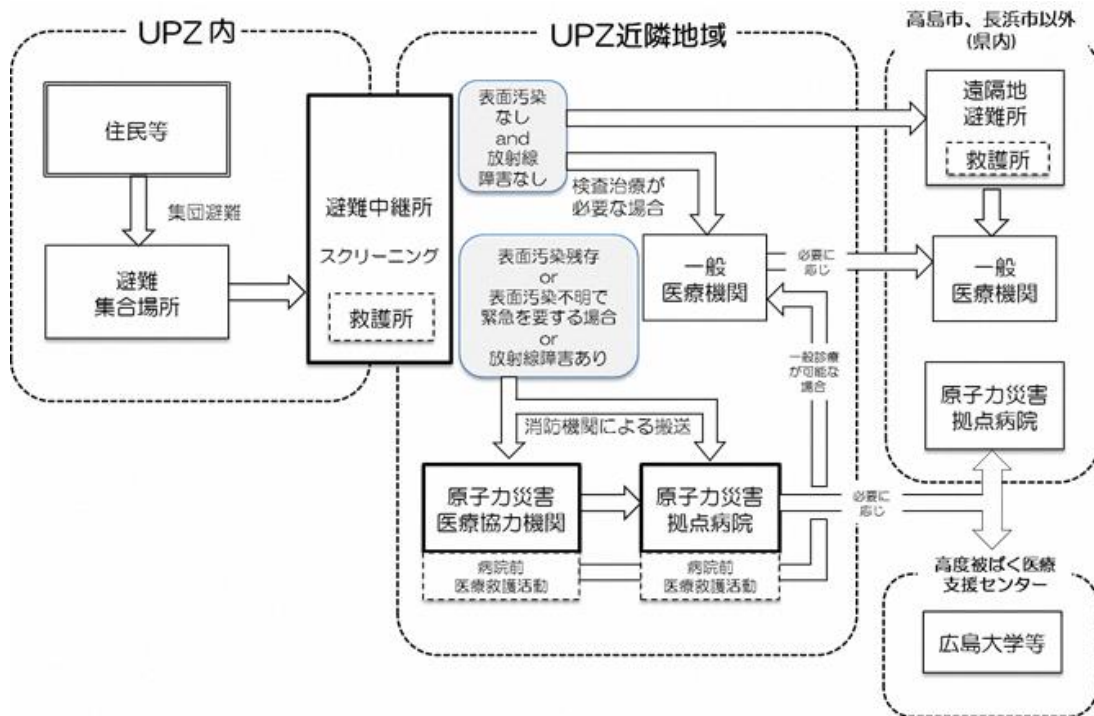 UPZ内
住民等
集団避難
避難
集合場所
避難中継所
スクリーニング
救護所
UPZ近隣地域
表面汚染
なし
and
放射線
障害なし
検査治療が
必要な場合
一般
医療機関
必要に
応じ
表面汚染残存
or
表面汚染不明で
緊急を要する場合
or
放射線障害あり
一般診療
が可能な
場合
消防機関による搬送
原子力災害
医療協力機関
病院前
医療救護活動
原子力災害
拠点病院
病院前
医療救護活動
必要に
応じ
高島市、長浜市以外
(県内)
遠隔地
避難所
救護所
一般
医療機関
原子力災害
拠点病院
高度被ばく医療
支援センター
広島大学等